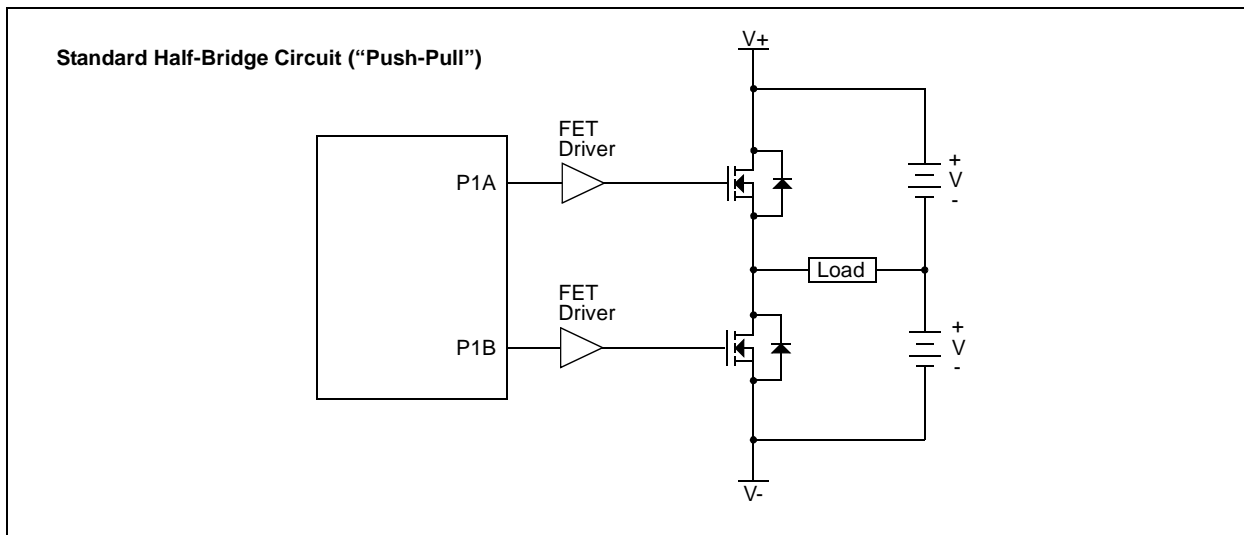 Standard Half-Bridge Circuit (“Push-Pull”)
V+
FET
Driver
P1A
+
V
-
Load
FET
Driver
P1B
+
V
-
V-